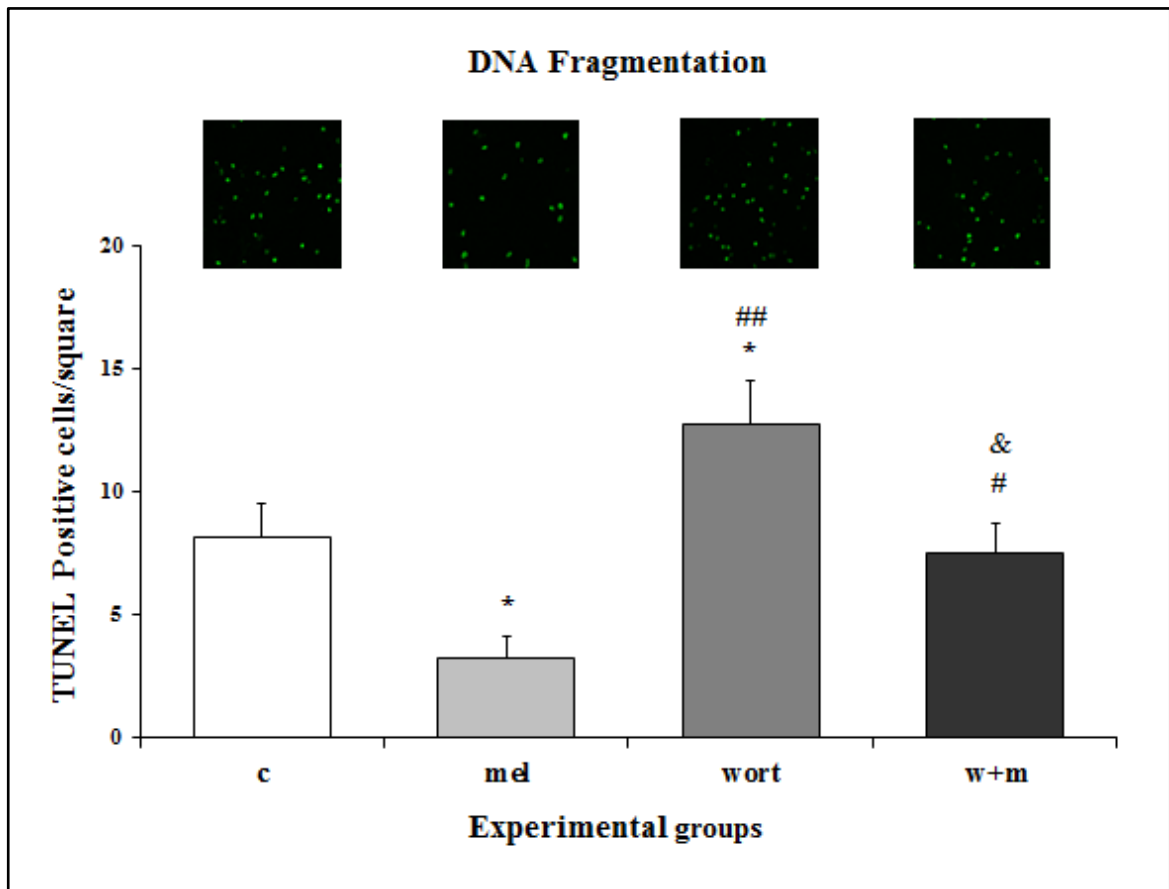 DNA Fragmentation
TUNEL Positive cells/square
20
15
10
5
0
*
##
*
&
#
c mel wort w+m
Experimental groups